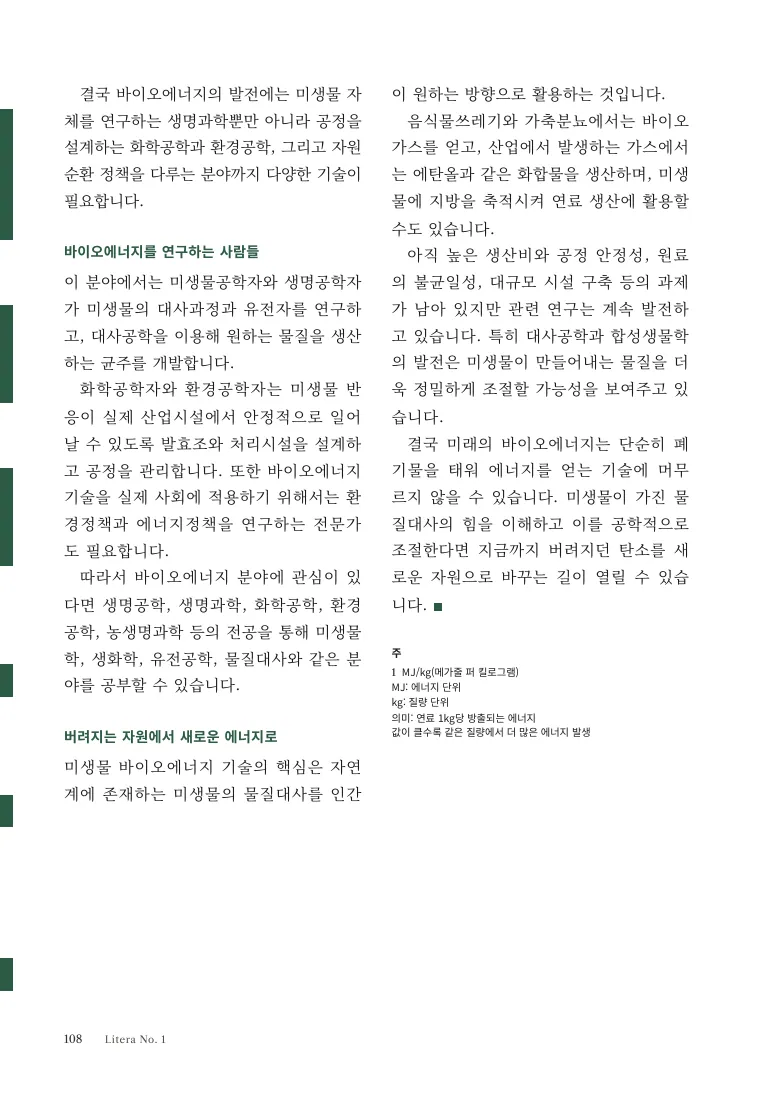 결국 바이오에너지의 발전에는 미생물 자
체를 연구하는 생명과학뿐만 아니라 공정을
설계하는 화학공학과 환경공학, 그리고 자원
순환 정책을 다루는 분야까지 다양한 기술이
필요합니다.
바이오에너지를 연구하는 사람들
이 분야에서는 미생물공학자와 생명공학자
가 미생물의 대사과정과 유전자를 연구하
고, 대사공학을 이용해 원하는 물질을 생산
하는 균주를 개발합니다.
화학공학자와 환경공학자는 미생물 반
응이 실제 산업시설에서 안정적으로 일어
날 수 있도록 발효조와 처리시설을 설계하
고 공정을 관리합니다. 또한 바이오에너지
기술을 실제 사회에 적용하기 위해서는 환
경정책과 에너지정책을 연구하는 전문가
도 필요합니다.
따라서 바이오에너지 분야에 관심이 있
다면 생명공학, 생명과학, 화학공학, 환경
공학, 농생명과학 등의 전공을 통해 미생물
학, 생화학, 유전공학, 물질대사와 같은 분
야를 공부할 수 있습니다.
버려지는 자원에서 새로운 에너지로
미생물 바이오에너지 기술의 핵심은 자연
계에 존재하는 미생물의 물질대사를 인간
이 원하는 방향으로 활용하는 것입니다.
음식물쓰레기와 가축분뇨에서는 바이오
가스를 얻고, 산업에서 발생하는 가스에서
는 에탄올과 같은 화합물을 생산하며, 미생
물에 지방을 축적시켜 연료 생산에 활용할
수도 있습니다.
아직 높은 생산비와 공정 안정성, 원료
의 불균일성, 대규모 시설 구축 등의 과제
가 남아 있지만 관련 연구는 계속 발전하
고 있습니다. 특히 대사공학과 합성생물학
의 발전은 미생물이 만들어내는 물질을 더
욱 정밀하게 조절할 가능성을 보여주고 있
습니다.
결국 미래의 바이오에너지는 단순히 폐
기물을 태워 에너지를 얻는 기술에 머무
르지 않을 수 있습니다. 미생물이 가진 물
질대사의 힘을 이해하고 이를 공학적으로
조절한다면 지금까지 버려지던 탄소를 새
로운 자원으로 바꾸는 길이 열릴 수 있습
니다. ■
주
1 MJ/kg(메가줄 퍼 킬로그램)
MJ: 에너지 단위
kg: 질량 단위
의미: 연료 1kg당 방출되는 에너지
값이 클수록 같은 질량에서 더 많은 에너지 발생
108 Litera No. 1